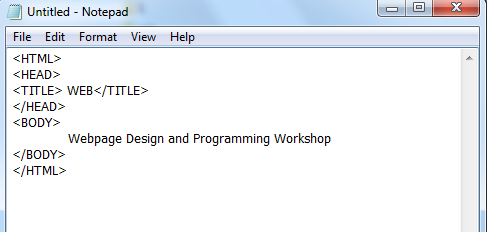 Untitled - Notepad
File Edit Format View Help
<HTML>
<HEAD>
<TITLE> WEB</TITLE>
</HEAD>
<BODY>
Webpage Design and Programming Workshop
</BODY>
</HTML>